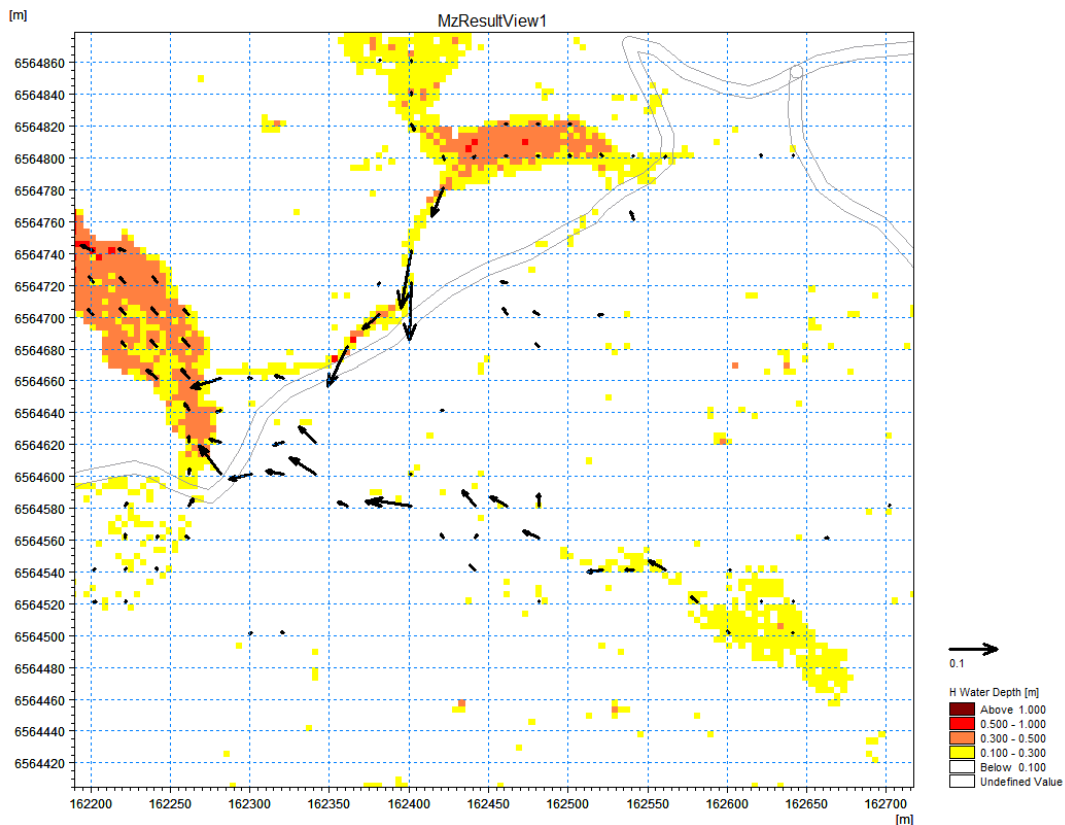 MzResultView1
[m]
6564860
6564840
6564820
6564800
6564780
6564760
6564740
6564720
6564700
6564680
6564660
6564640
6564620
6564600
6564580
6564560
6564540
6564520
6564500
6564480
6564460
6564440
6564420
162200 162250 162300 162350 162400 162450 162500 162550 162600 162650 162700
[m]
0.1
H Water Depth [m]
Above 1.000
0.500 - 1.000
0.300 - 0.500
0.100 - 0.300
Below 0.100
Undefined Value